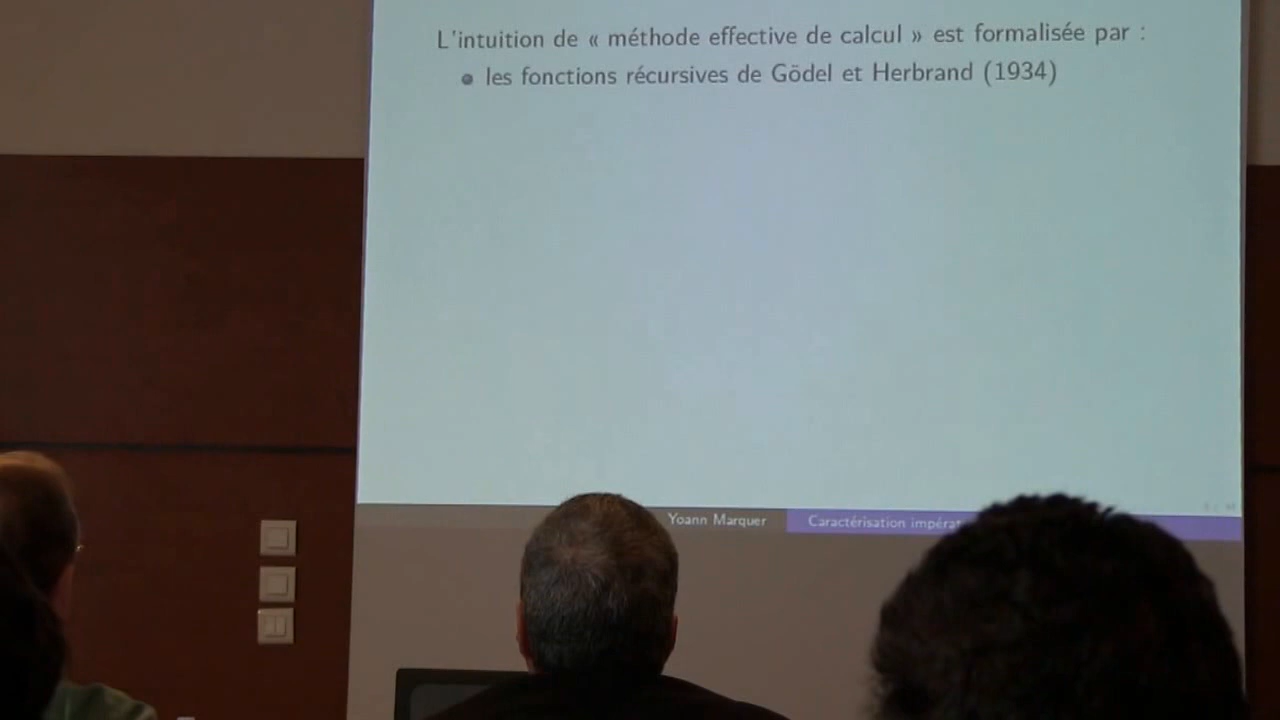 L'intuition de « méthode effective de calcul » est formalisée par :
les fonctions récursives de Gödel et Herbrand (1934)
Yoann Marquer
Caractérisation